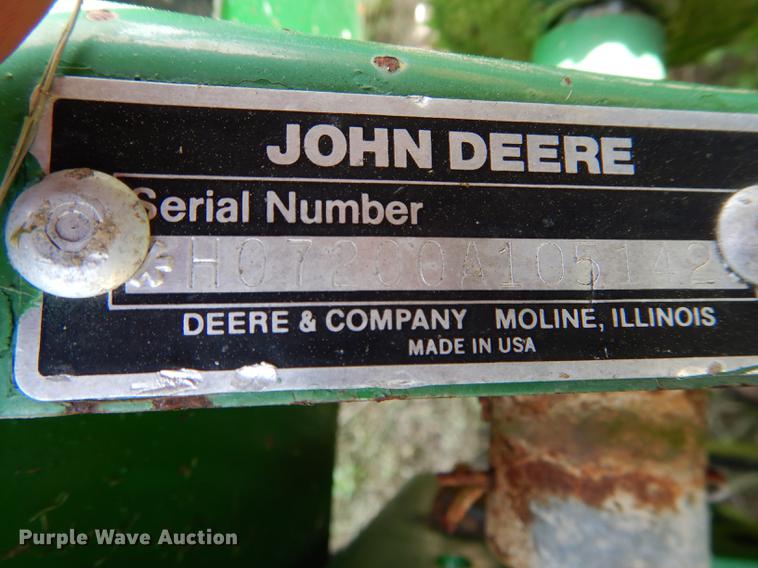 JOHN DEERE
Serial Number
H07200A105142
DEERE & COMPANY MOLINE, ILLINOIS
MADE IN USA
Purple Wave Auction